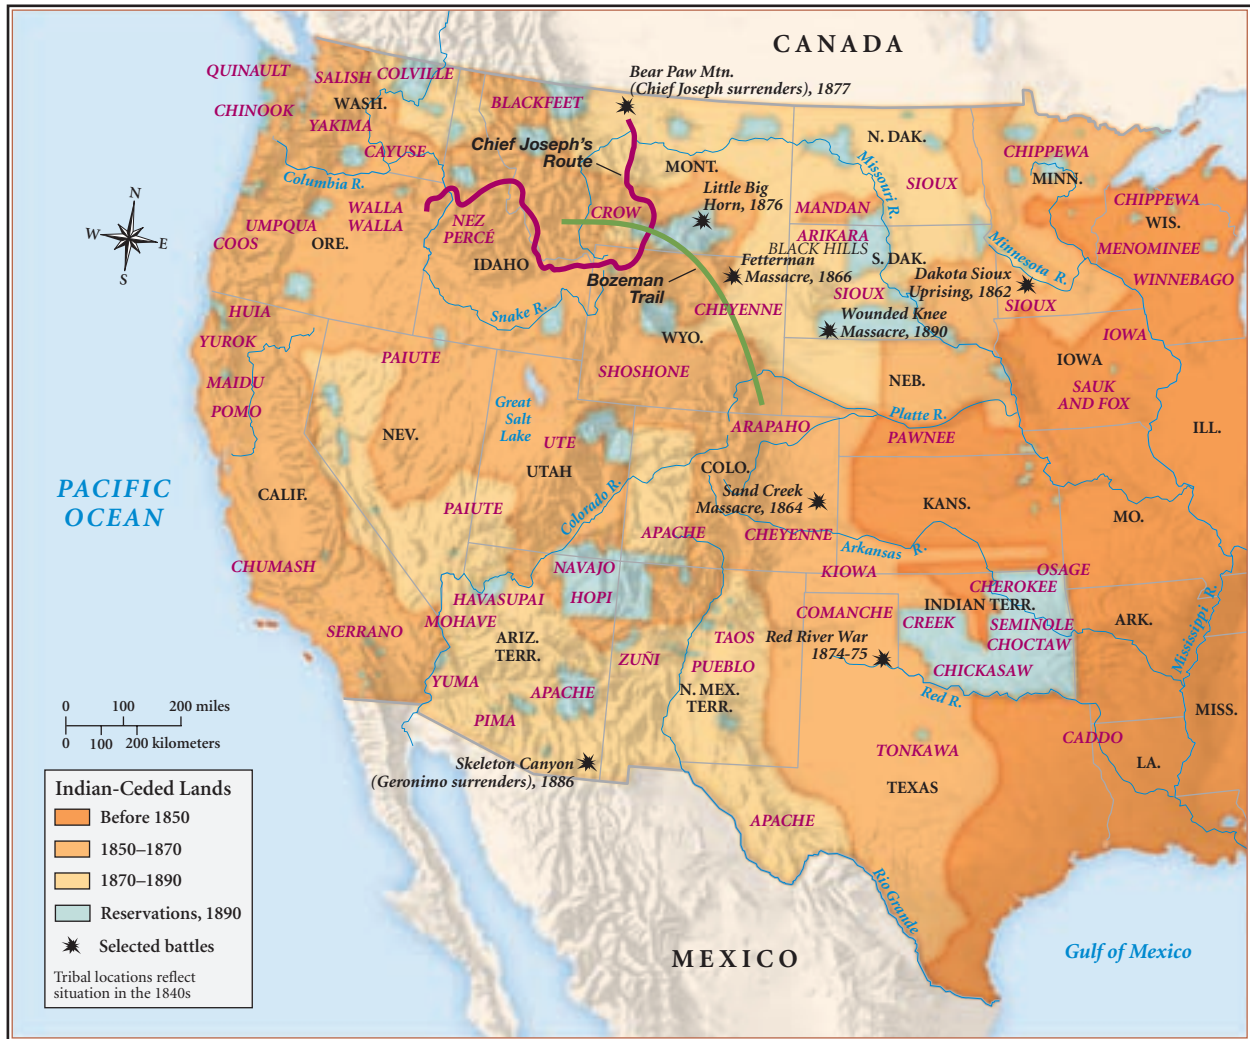 CANADA
Bear Paw Mtn.
(Chief Joseph surrenders), 1877
QUINAULT
SALISH
COLVILLE
WASH.
CHINOOK
YAKIMA
BLACKFEET
CAYUSE
Chief Joseph's
Route
MONT.
N. DAK.
CHIPPEWA
MINN.
Columbia R.
Missouri R.
SIOUX
Little Big
Horn, 1876
CHIPPEWA
WIS.
N
W
E
S
WALLA
WALLA
UMPQUA
COOS
ORE.
NEZ
PERCÉ
CROW
MANDAN
ARIKARA
BLACK HILLS
S. DAK.
MENOMINEE
WINNEBAGO
Minnesota R.
IDAHO
Bozeman
Trail
Fetterman
Massacre, 1866
Dakota Sioux
Uprising, 1862
SIOUX
SIOUX
HUIA
Snake R.
CHEYENNE
Wounded Knee
Massacre, 1890
YUROK
PAIUTE
WYO.
IOWA
IOWA
MAIDU
POMO
SHOSHONE
NEB.
SAUK
AND FOX
Great
Salt
Lake
Platte R.
NEV.
UTE
ARAPAHO
PAWNEE
ILL.
UTAH
COLO.
PACIFIC
OCEAN
CALIF.
PAIUTE
Colorado R.
Sand Creek
Massacre, 1864
KANS.
MO.
APACHE
CHEYENNE
Arkansas R.
CHUMASH
NAVAJO
KIOWA
OSAGE
CHEROKEE
HAVASUPAI
HOPI
INDIAN TERR.
MOHAVE
COMANCHE
CREEK
SEMINOLE
ARK.
Mississippi R.
SERRANO
ARIZ.
TERR.
TAOS
Red River War
1874-75
CHOCTAW
ZUÑI
PUEBLO
CHICKASAW
YUMA
APACHE
N. MEX.
TERR.
Red R.
PIMA
MISS.
0 100 200 miles
0 100 200 kilometers
Skeleton Canyon
(Geronimo surrenders), 1886
TONKAWA
CADDO
LA.
TEXAS
APACHE
Rio Grande
MEXICO
Gulf of Mexico
Indian-Ceded Lands
Before 1850
1850–1870
1870–1890
Reservations, 1890
Selected battles
Tribal locations reflect
situation in the 1840s